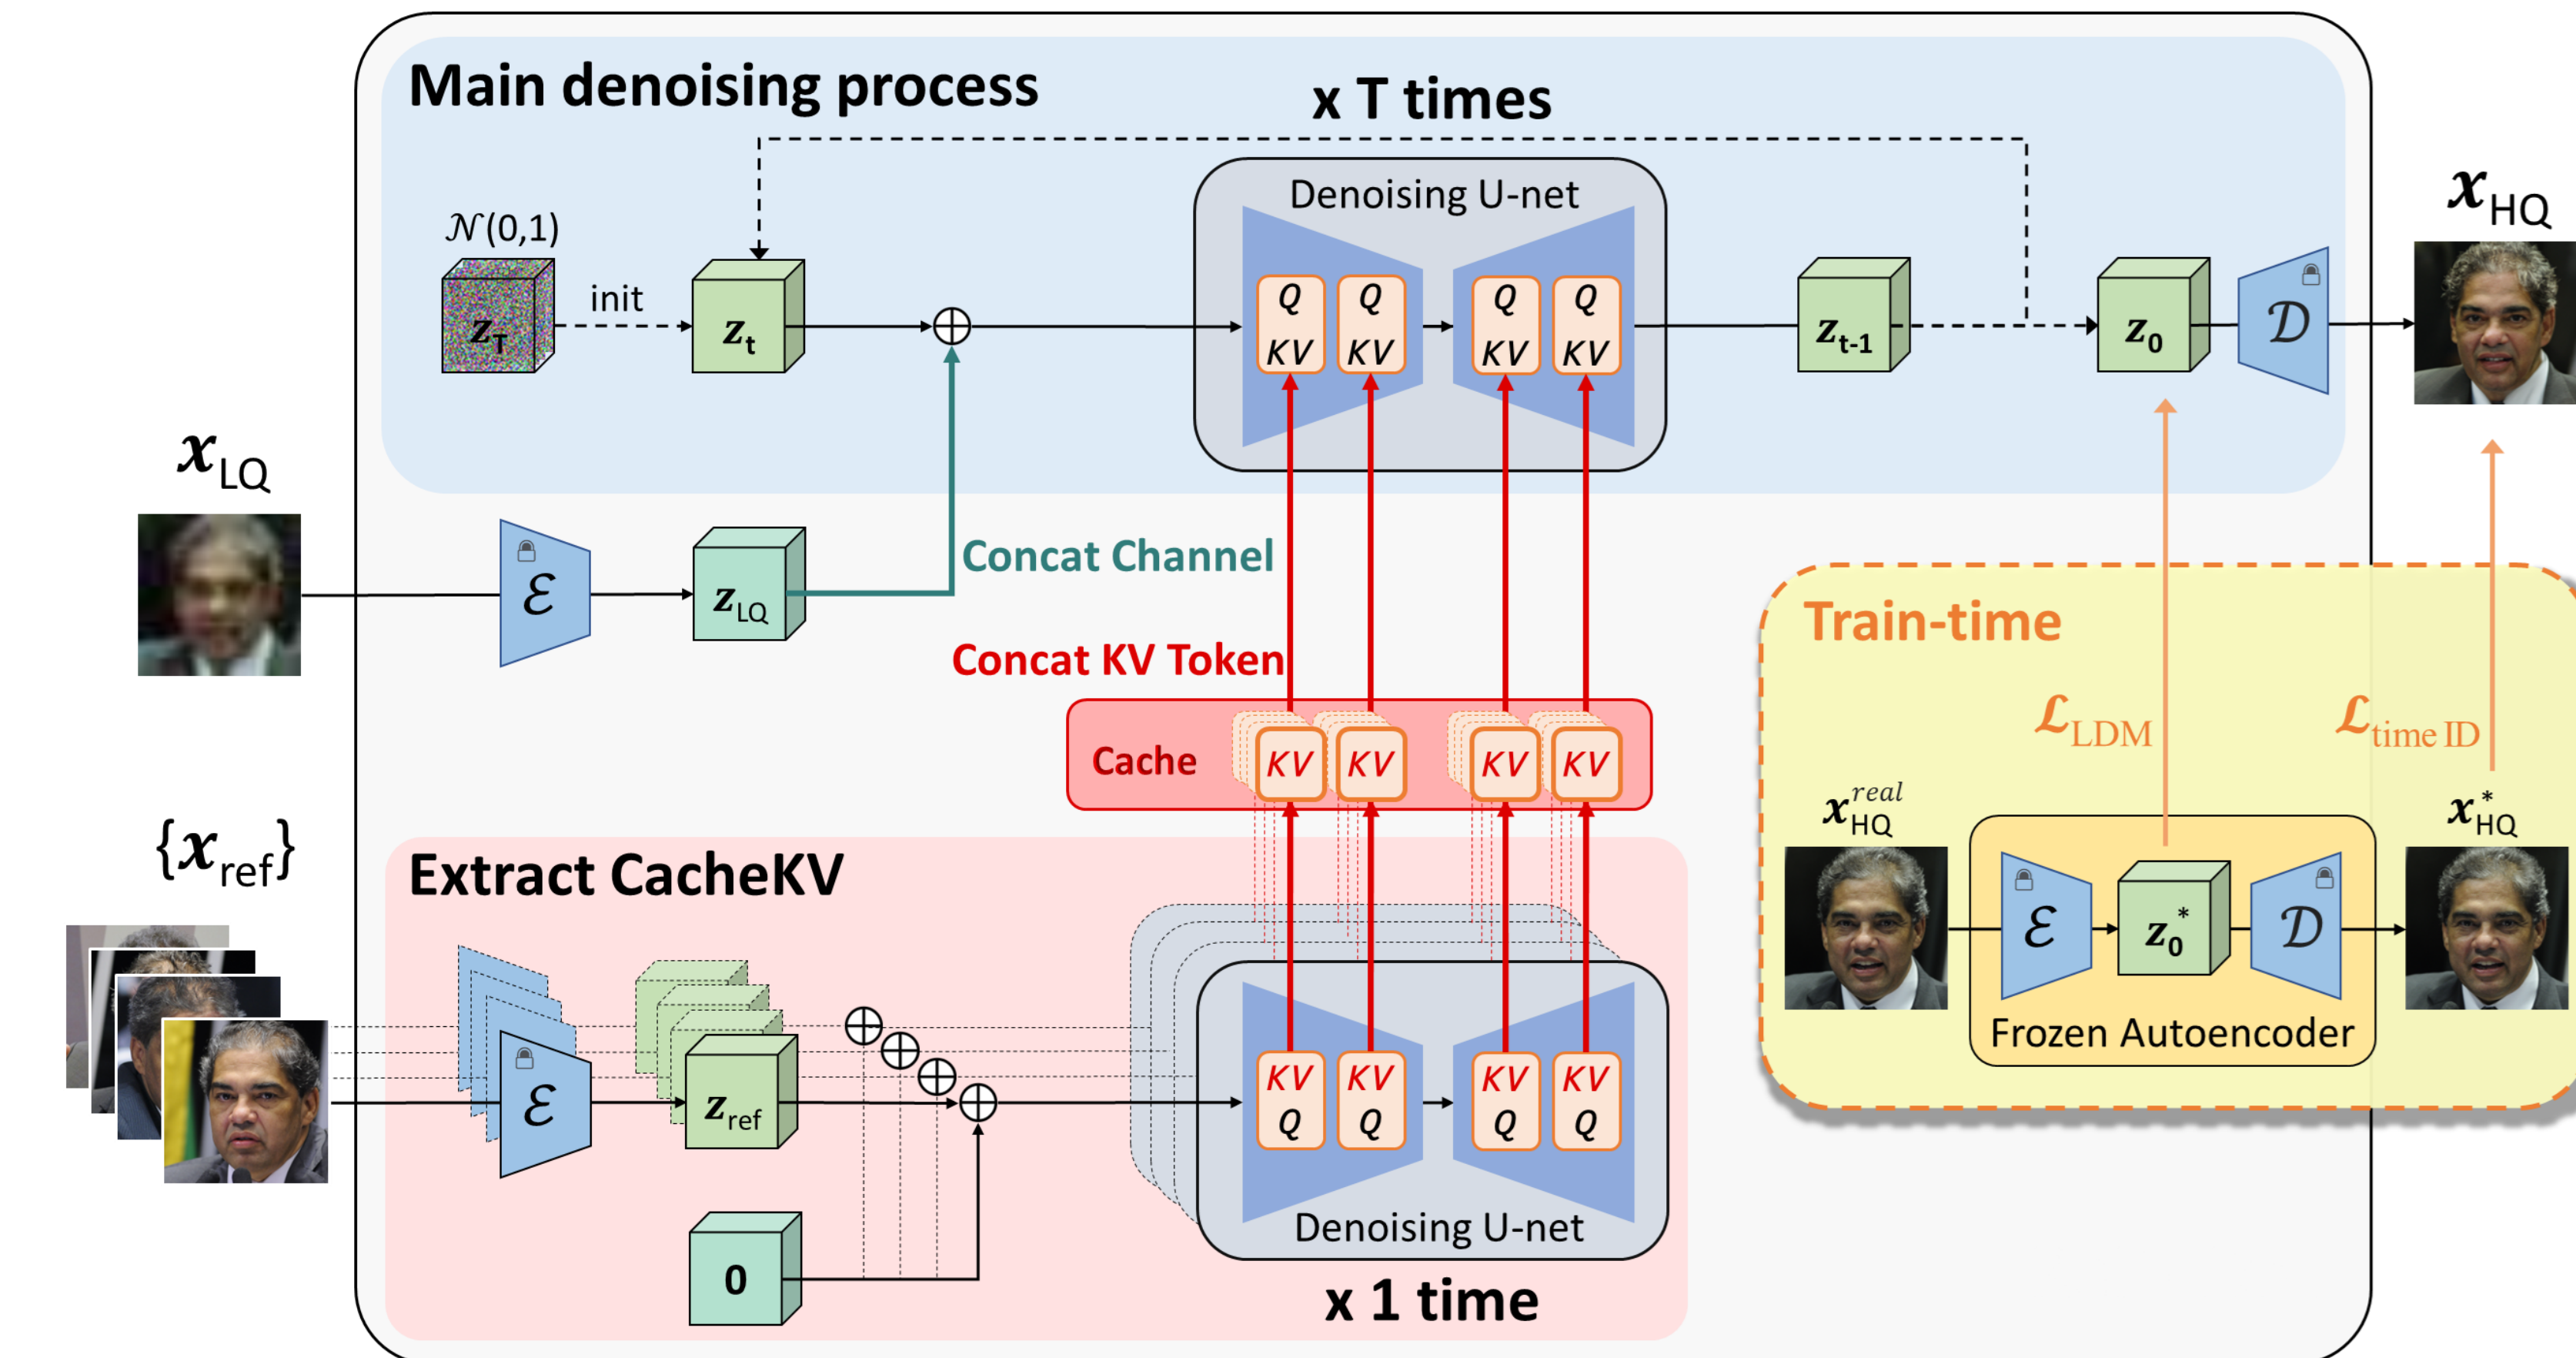 Main denoising process
x T times
𝒩(0,1)
z_T
init
z_t
Denoising U-net
Q
KV
Q
KV
Q
KV
Q
KV
z_t-1
z_0
𝒟
x_HQ
x_LQ
ℰ
z_LQ
Concat Channel
Concat KV Token
Cache
KV
KV
KV
KV
Train-time
ℒ_LDM
ℒ_time ID
x_HQ^real
x_HQ^*
ℰ
z_0^*
𝒟
Frozen Autoencoder
{x_ref}
Extract CacheKV
ℰ
z_ref
0
KV
Q
KV
Q
KV
Q
KV
Q
Denoising U-net
x 1 time